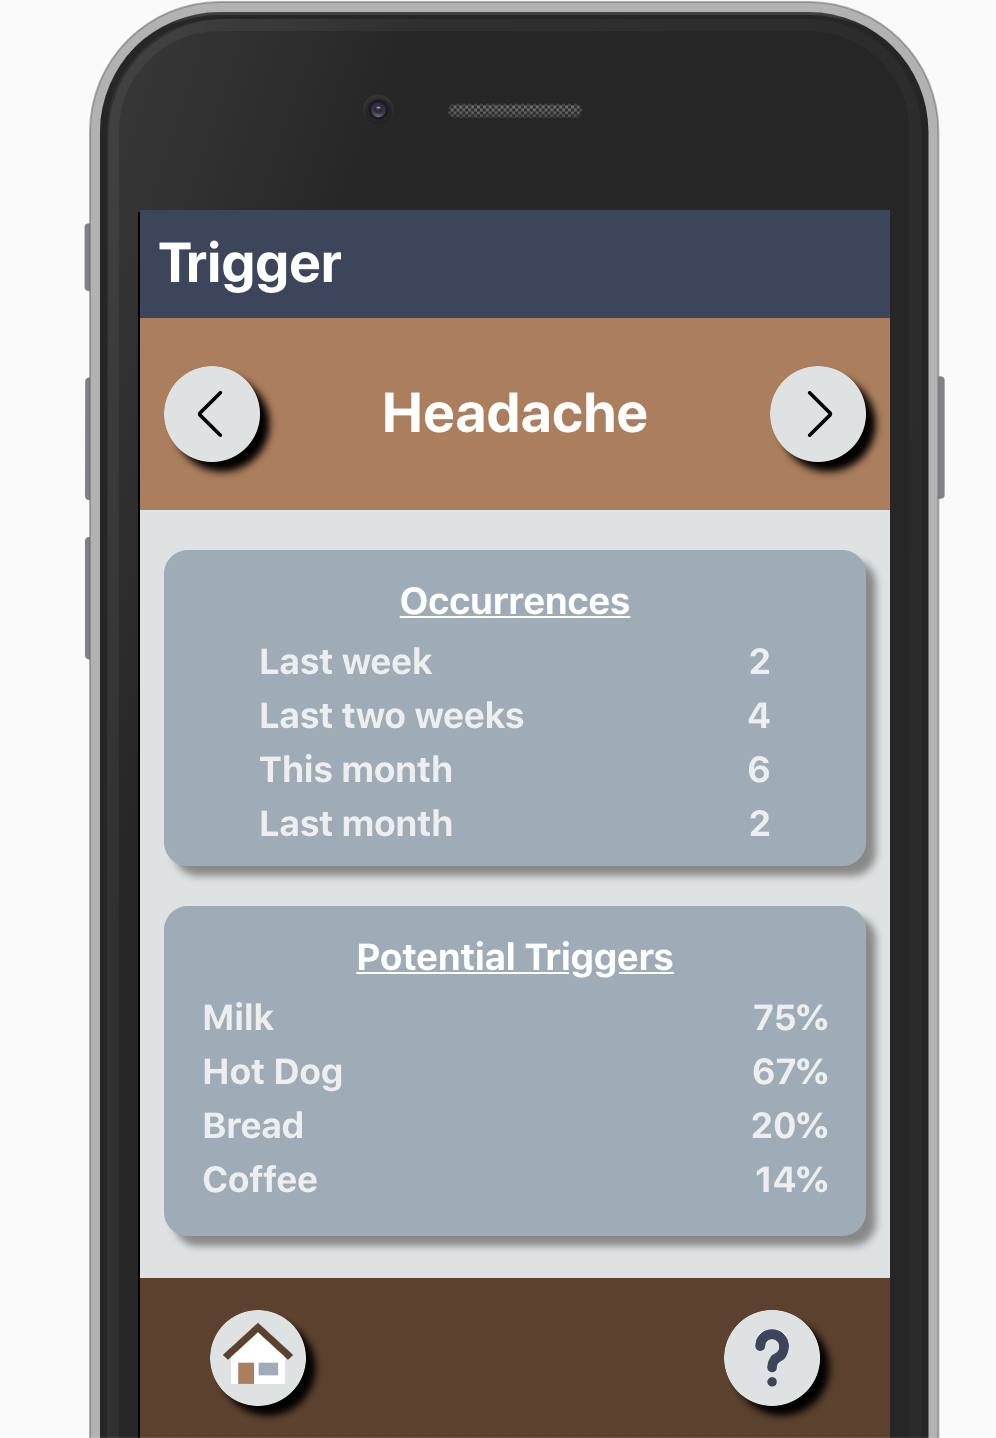 Trigger
Headache
Occurrences
Last week 2
Last two weeks 4
This month 6
Last month 2
Potential Triggers
Milk 75%
Hot Dog 67%
Bread 20%
Coffee 14%
?